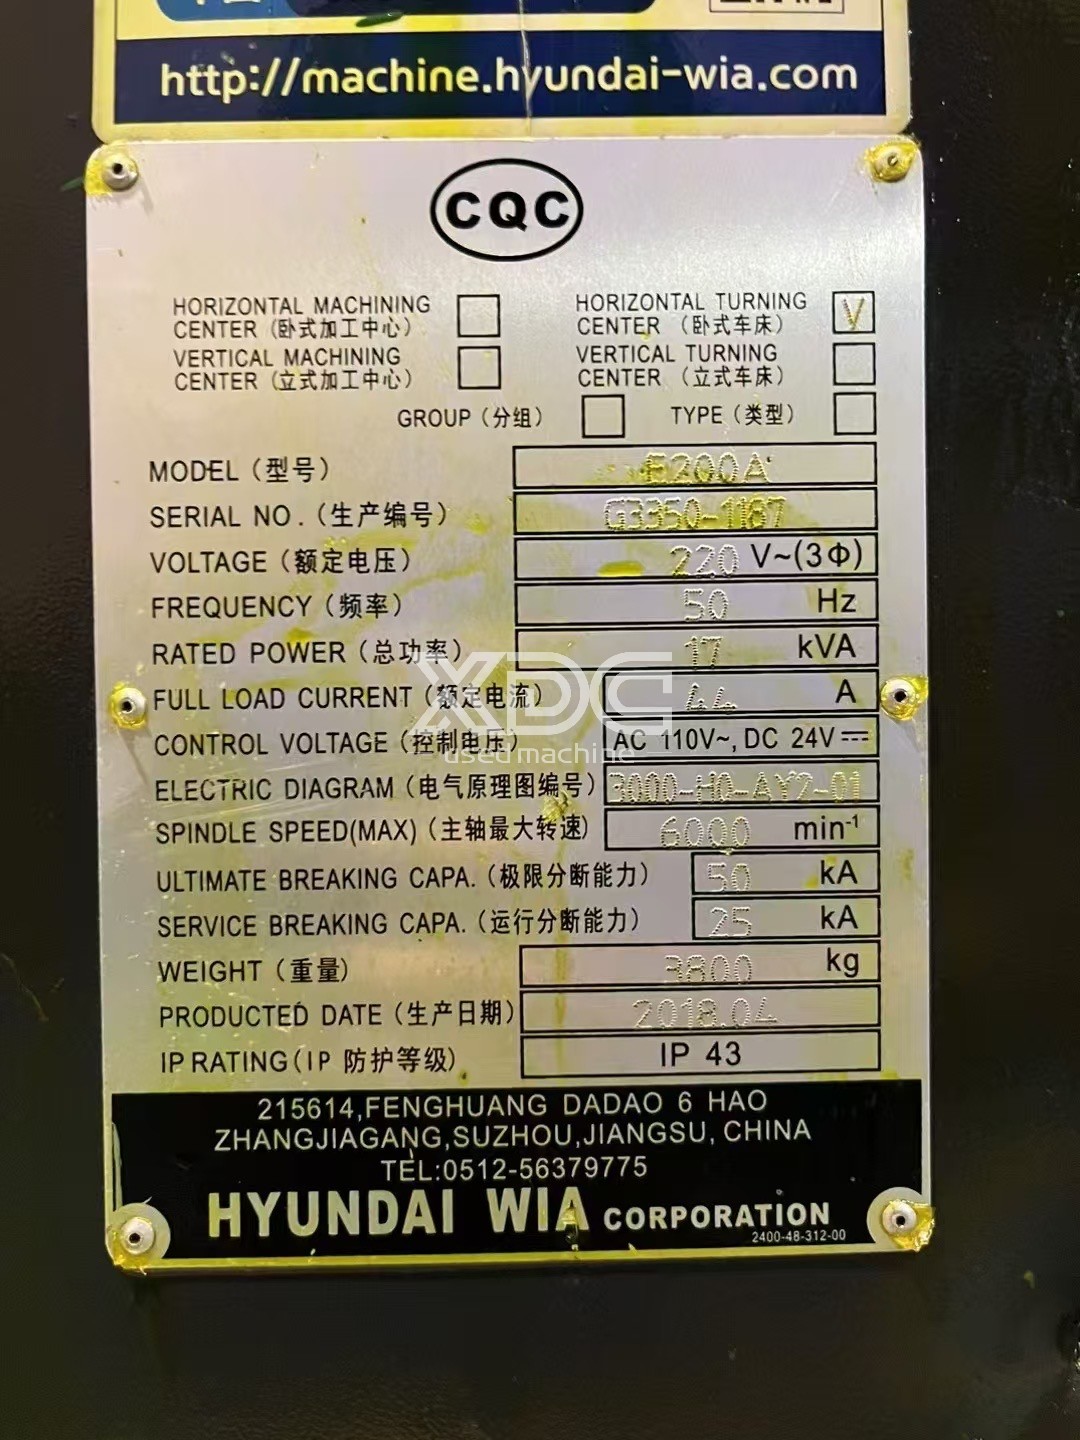 http://machine.hyundai-wia.com
CQC
HORIZONTAL MACHINING CENTER (卧式加工中心)
HORIZONTAL TURNING CENTER (卧式车床) V
VERTICAL MACHINING CENTER (立式加工中心)
VERTICAL TURNING CENTER (立式车床)
GROUP (分组) TYPE (类型)
MODEL (型号) E200A
SERIAL NO. (生产编号) G3350-1187
VOLTAGE (额定电压) 220 V~(3Φ)
FREQUENCY (频率) 50 Hz
RATED POWER (总功率) 17 kVA
FULL LOAD CURRENT (额定电流) 44 A
CONTROL VOLTAGE (控制电压) AC 110V~, DC 24V⎓
ELECTRIC DIAGRAM (电气原理图编号) 3000-H0-AY2-01
SPINDLE SPEED(MAX) (主轴最大转速) 6000 min⁻¹
ULTIMATE BREAKING CAPA. (极限分断能力) 50 kA
SERVICE BREAKING CAPA. (运行分断能力) 25 kA
WEIGHT (重量) 3800 kg
PRODUCTED DATE (生产日期) 2018.04
IP RATING (IP 防护等级) IP 43
XDC
used machine
215614,FENGHUANG DADAO 6 HAO
ZHANGJIAGANG,SUZHOU,JIANGSU, CHINA
TEL:0512-56379775
HYUNDAI WIA CORPORATION
2400-48-312-00